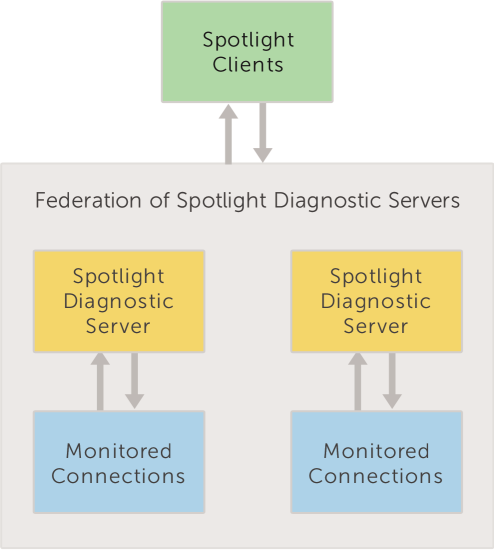 Spotlight
Clients
Federation of Spotlight Diagnostic Servers
Spotlight
Diagnostic
Server
Spotlight
Diagnostic
Server
Monitored
Connections
Monitored
Connections